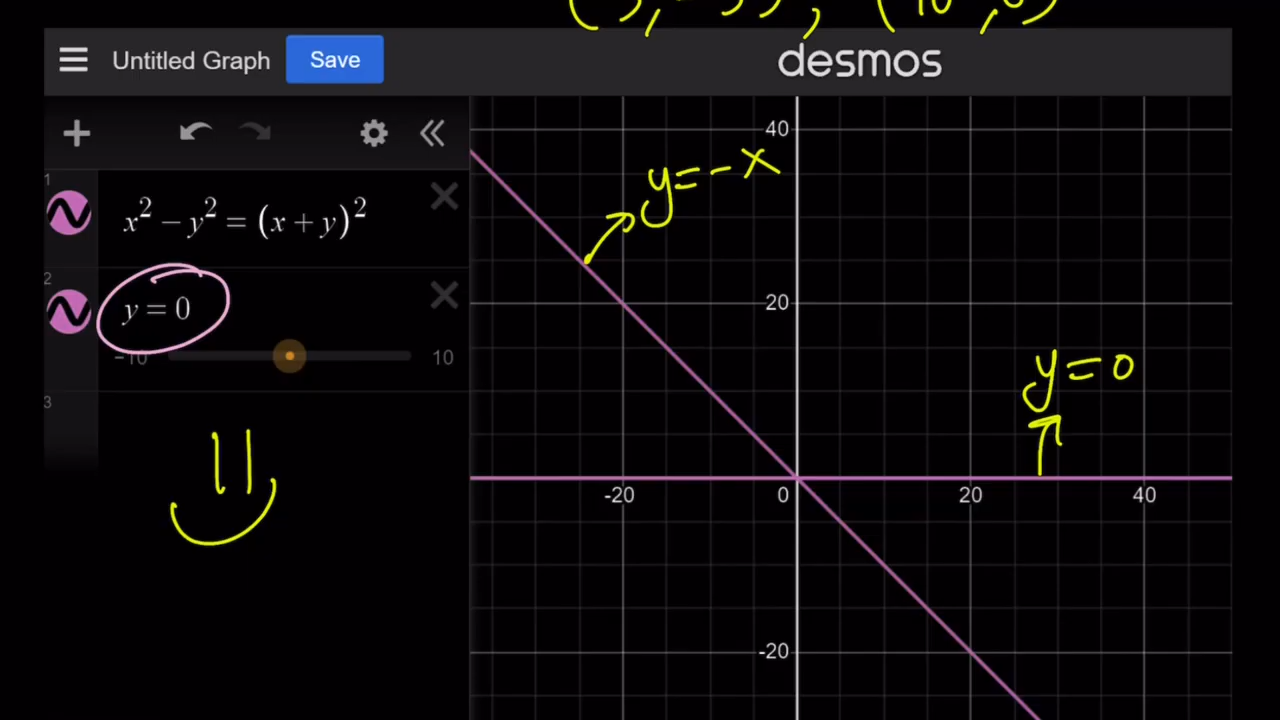 Untitled Graph Save desmos
1
x² − y² = (x + y)²
2
y = 0
−10 10
3
40
20
-20 0 20 40
-20
y = -x
y = 0